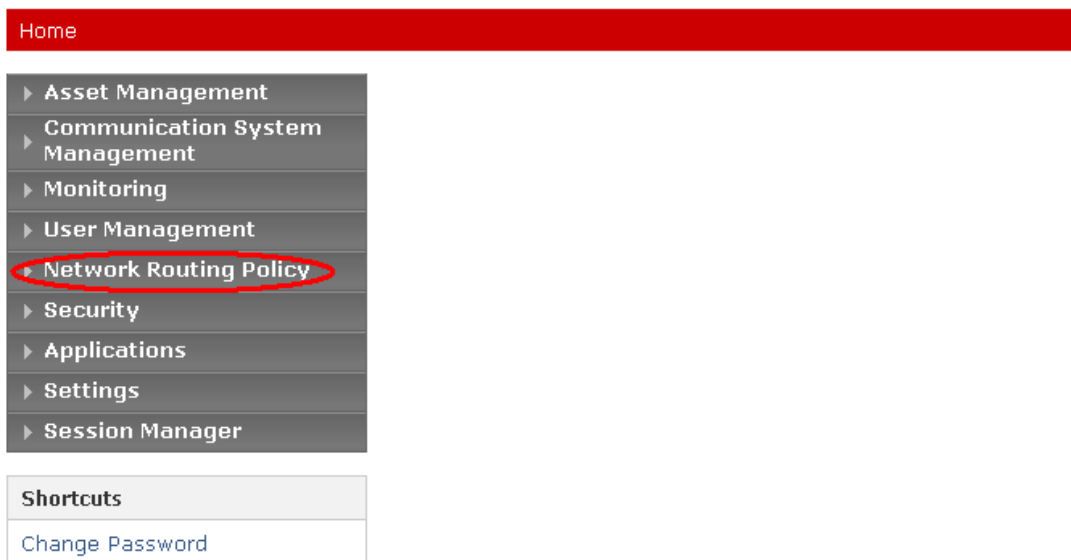 Home
Asset Management
Communication System
Management
Monitoring
User Management
Network Routing Policy
Security
Applications
Settings
Session Manager
Shortcuts
Change Password